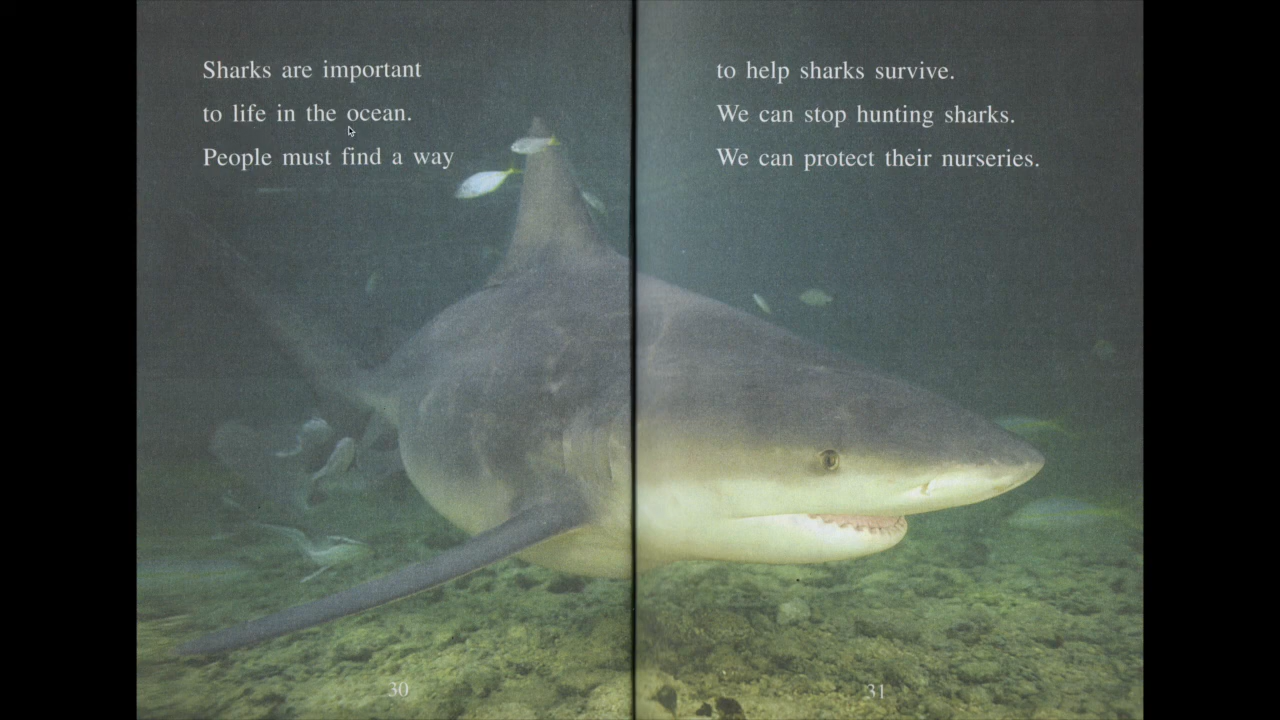 Sharks are important
to life in the ocean.
People must find a way
30
to help sharks survive.
We can stop hunting sharks.
We can protect their nurseries.
31